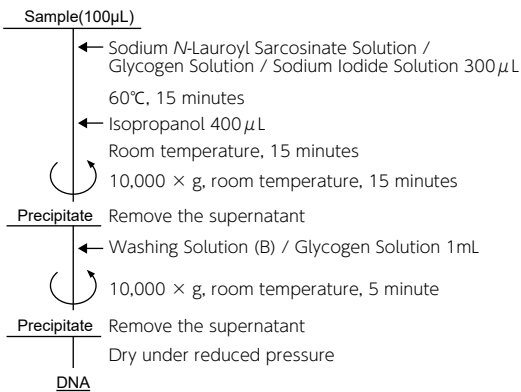 Sample(100μL)
Sodium N-Lauroyl Sarcosinate Solution /
Glycogen Solution / Sodium Iodide Solution 300μL
60℃, 15 minutes
Isopropanol 400μL
Room temperature, 15 minutes
10,000 × g, room temperature, 15 minutes
Precipitate Remove the supernatant
Washing Solution (B) / Glycogen Solution 1mL
10,000 × g, room temperature, 5 minute
Precipitate Remove the supernatant
Dry under reduced pressure
DNA